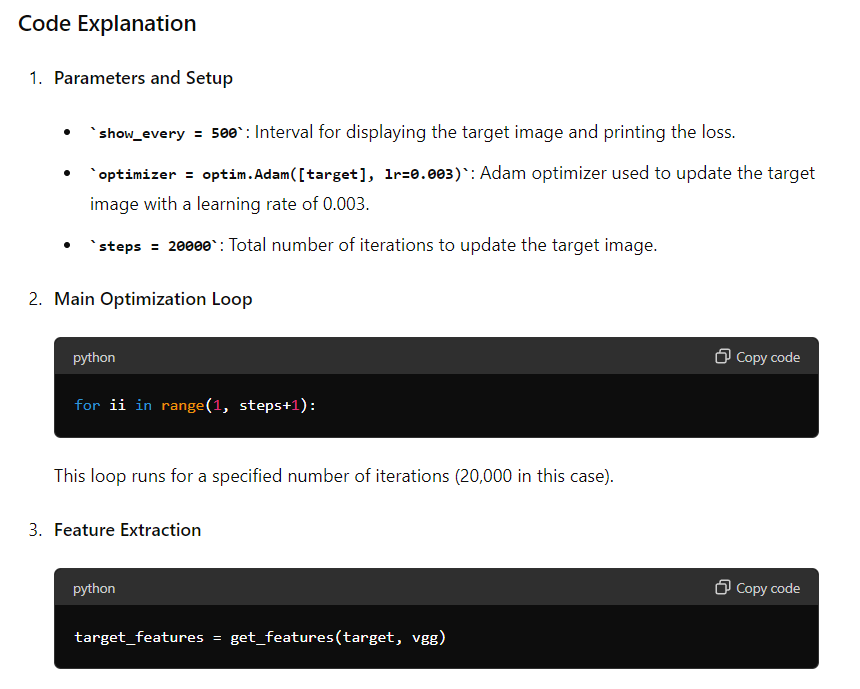 Code Explanation
1. Parameters and Setup
• `show_every = 500`: Interval for displaying the target image and printing the loss.
• `optimizer = optim.Adam([target], lr=0.003)`: Adam optimizer used to update the target
image with a learning rate of 0.003.
• `steps = 20000`: Total number of iterations to update the target image.
2. Main Optimization Loop
python Copy code
for ii in range(1, steps+1):
This loop runs for a specified number of iterations (20,000 in this case).
3. Feature Extraction
python Copy code
target_features = get_features(target, vgg)